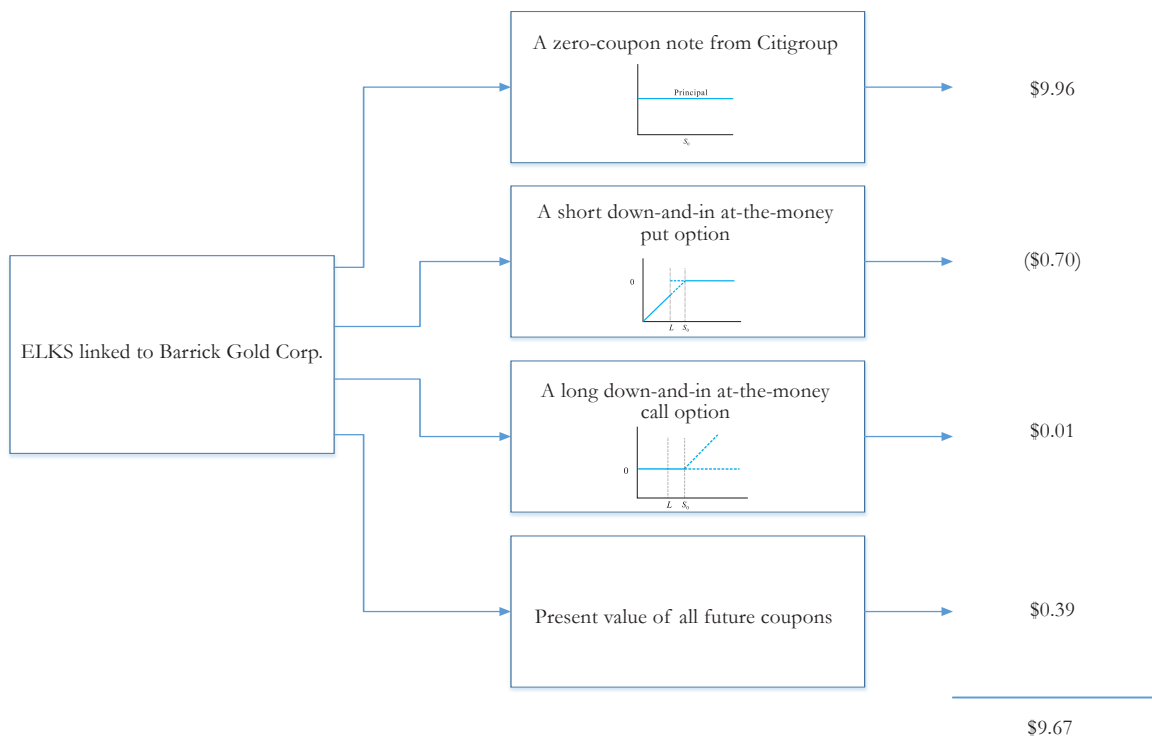 A zero-coupon note from Citigroup
Principal
S₀
$9.96
A short down-and-in at-the-money
put option
0
L S₀
($0.70)
ELKS linked to Barrick Gold Corp.
A long down-and-in at-the-money
call option
0
L S₀
$0.01
Present value of all future coupons
$0.39
$9.67